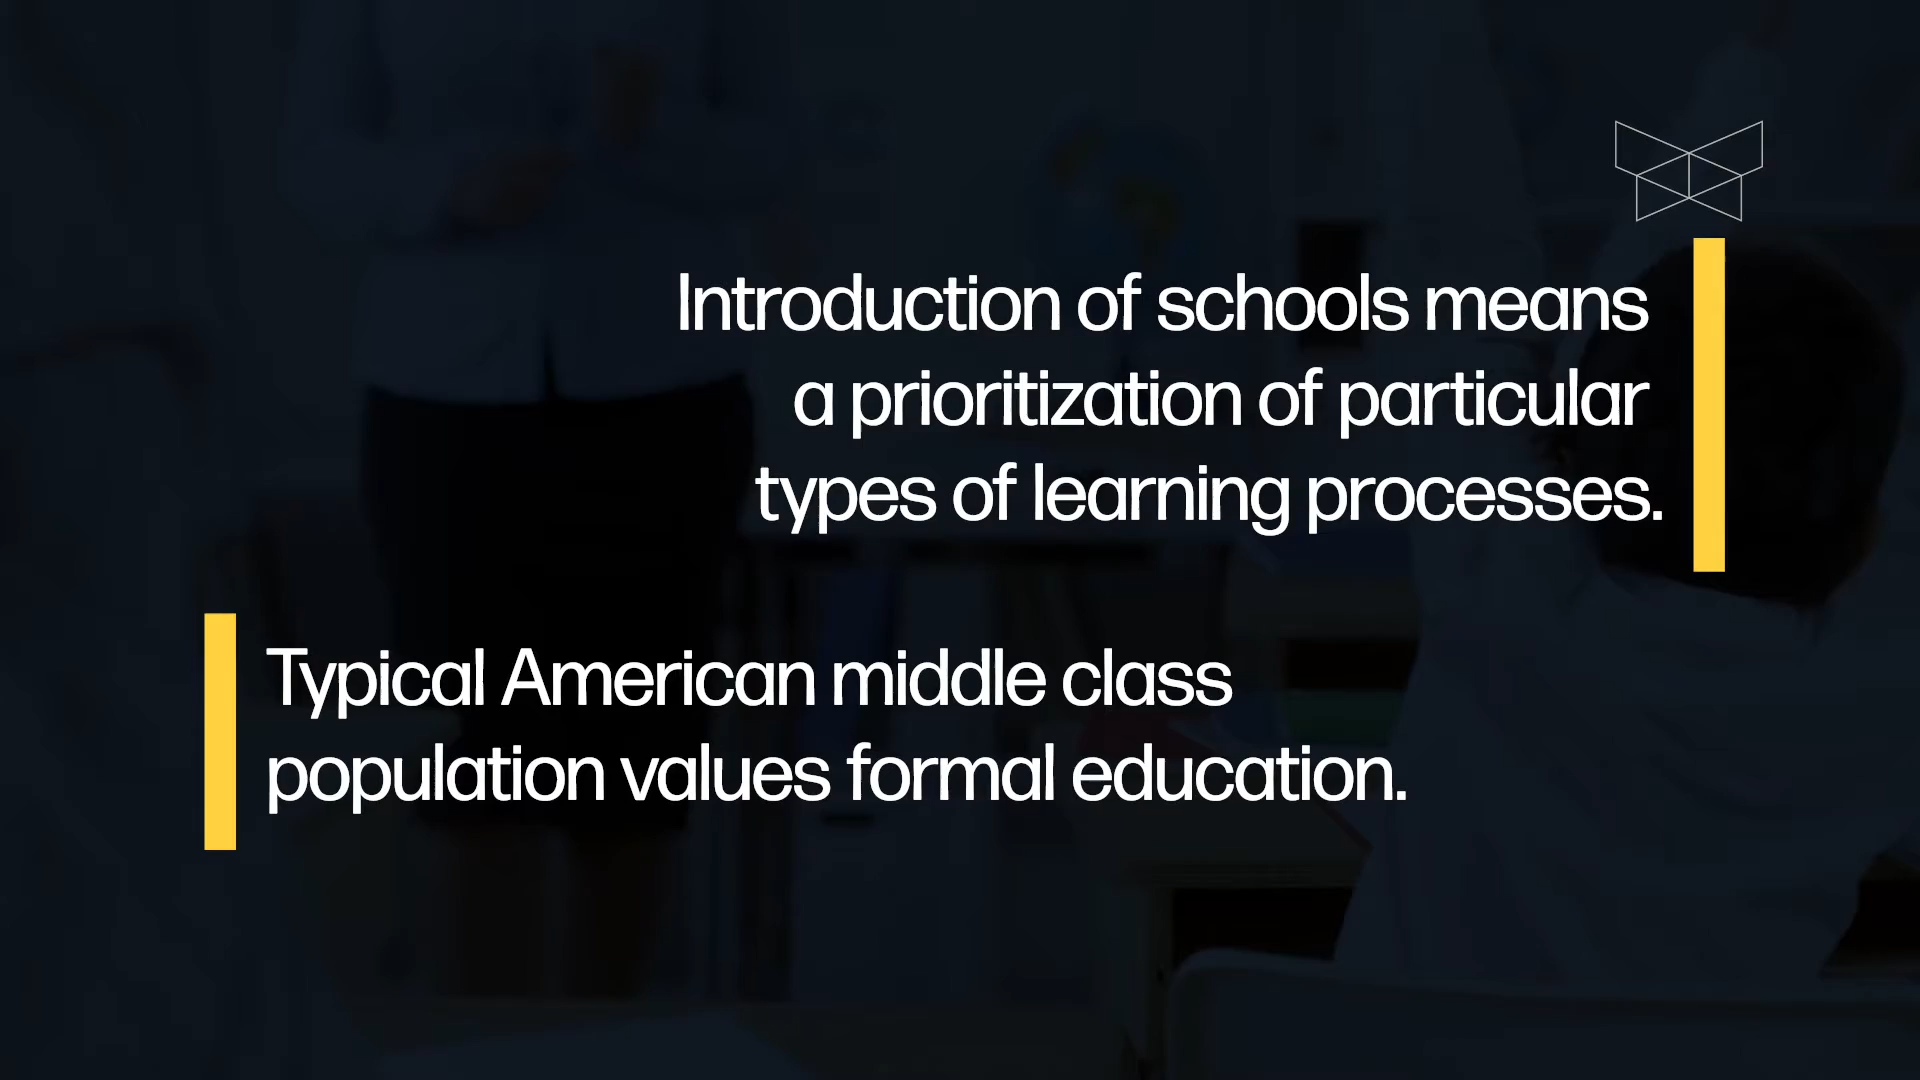 Introduction of schools means
a prioritization of particular
types of learning processes.
Typical American middle class
population values formal education.